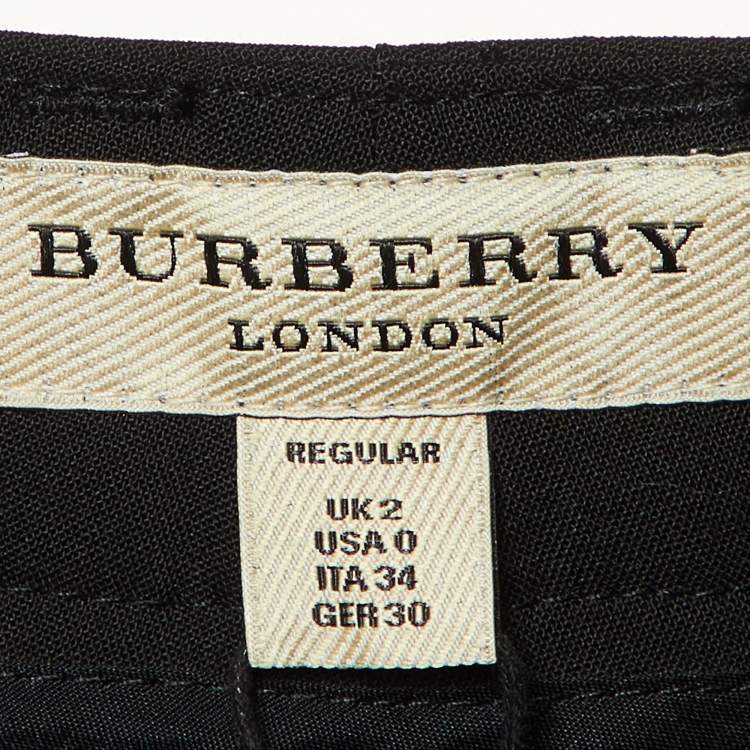 BURBERRY
LONDON
REGULAR
UK 2
USA 0
ITA 34
GER 30